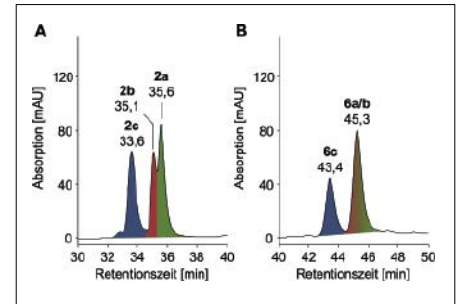 A
B
Absorption [mAU]
120
80
40
0
2b
35,1
2a
35,6
2c
33,6
30 32 34 36 38 40
Retentionszeit [min]
Absorption [mAU]
120
80
40
0
6a/b
45,3
6c
43,4
40 42 44 46 48 50
Retentionszeit [min]